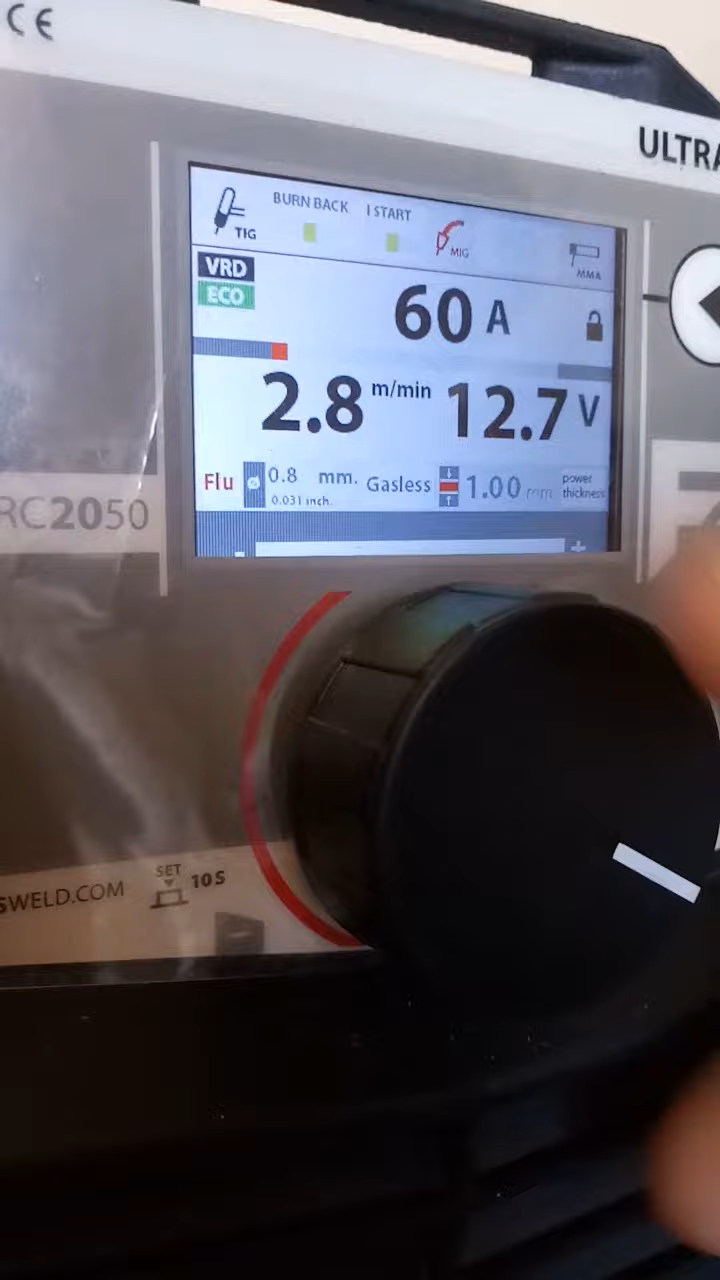 CE
ULTRA
BURN BACK I START
TIG MIG MMA
VRD
ECO
60 A
2.8 m/min 12.7 V
Flu Ø 0.8 mm. Gasless 1.00 mm power
0.031 inch. thickness
- +
RC2050
SWELD.COM SET 10S